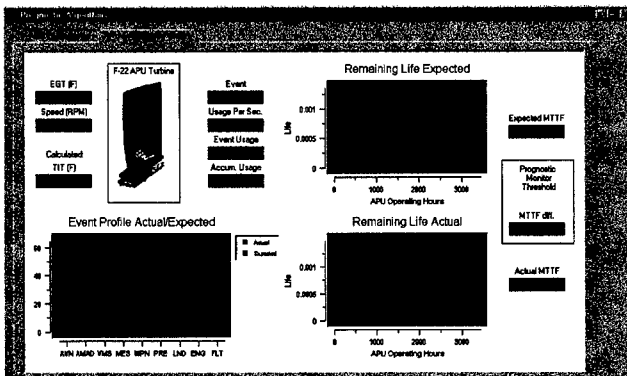 Prognostic Algorithm
EGT (F)
Speed (RPM)
Calculated
TIT (F)
F-22 APU Turbine
Event
Usage Per Sec.
Event Usage
Accum. Usage
Remaining Life Expected
Life
0.001
0.0005
0
0 1000 2000 3000
APU Operating Hours
Expected MTTF
Prognostic
Monitor
Threshold
MTTF diff.
Actual MTTF
Event Profile Actual/Expected
60
40
20
0
AVN AMAD VMS MES WPN PRE LND ENG FLT
Actual
Expected
Remaining Life Actual
Life
0.001
0.0005
0
0 1000 2000 3000
APU Operating Hours